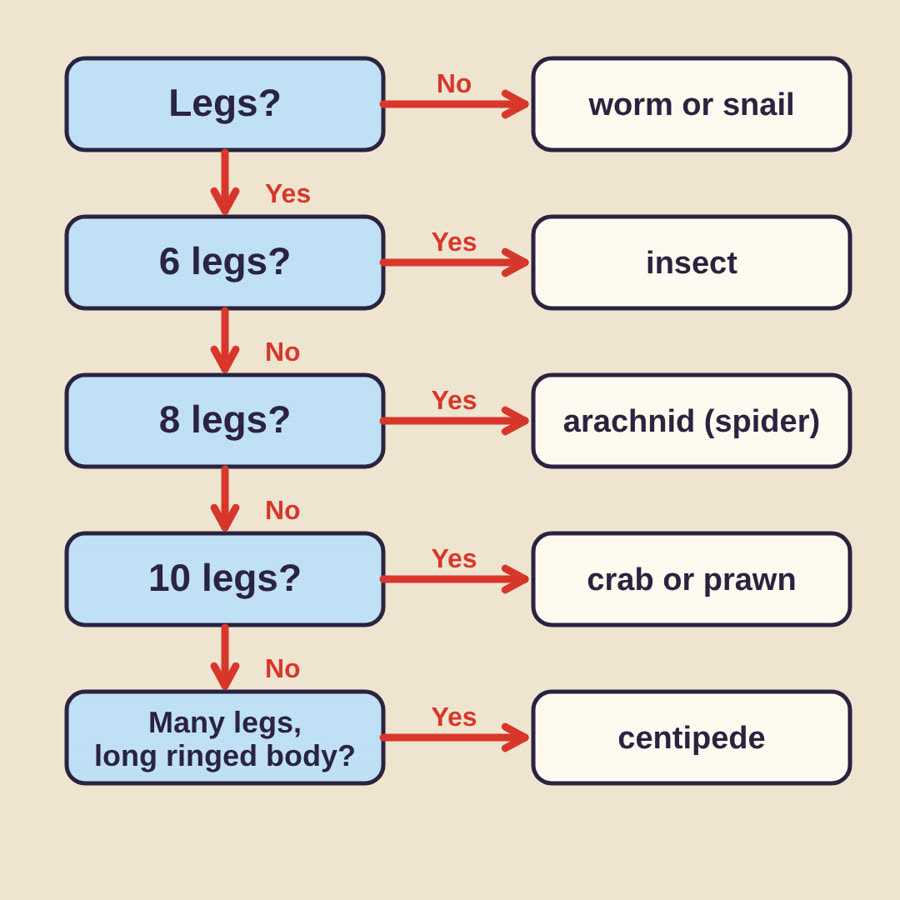 Legs?
No
worm or snail
Yes
6 legs?
Yes
insect
No
8 legs?
Yes
arachnid (spider)
No
10 legs?
Yes
crab or prawn
No
Many legs,
long ringed body?
Yes
centipede